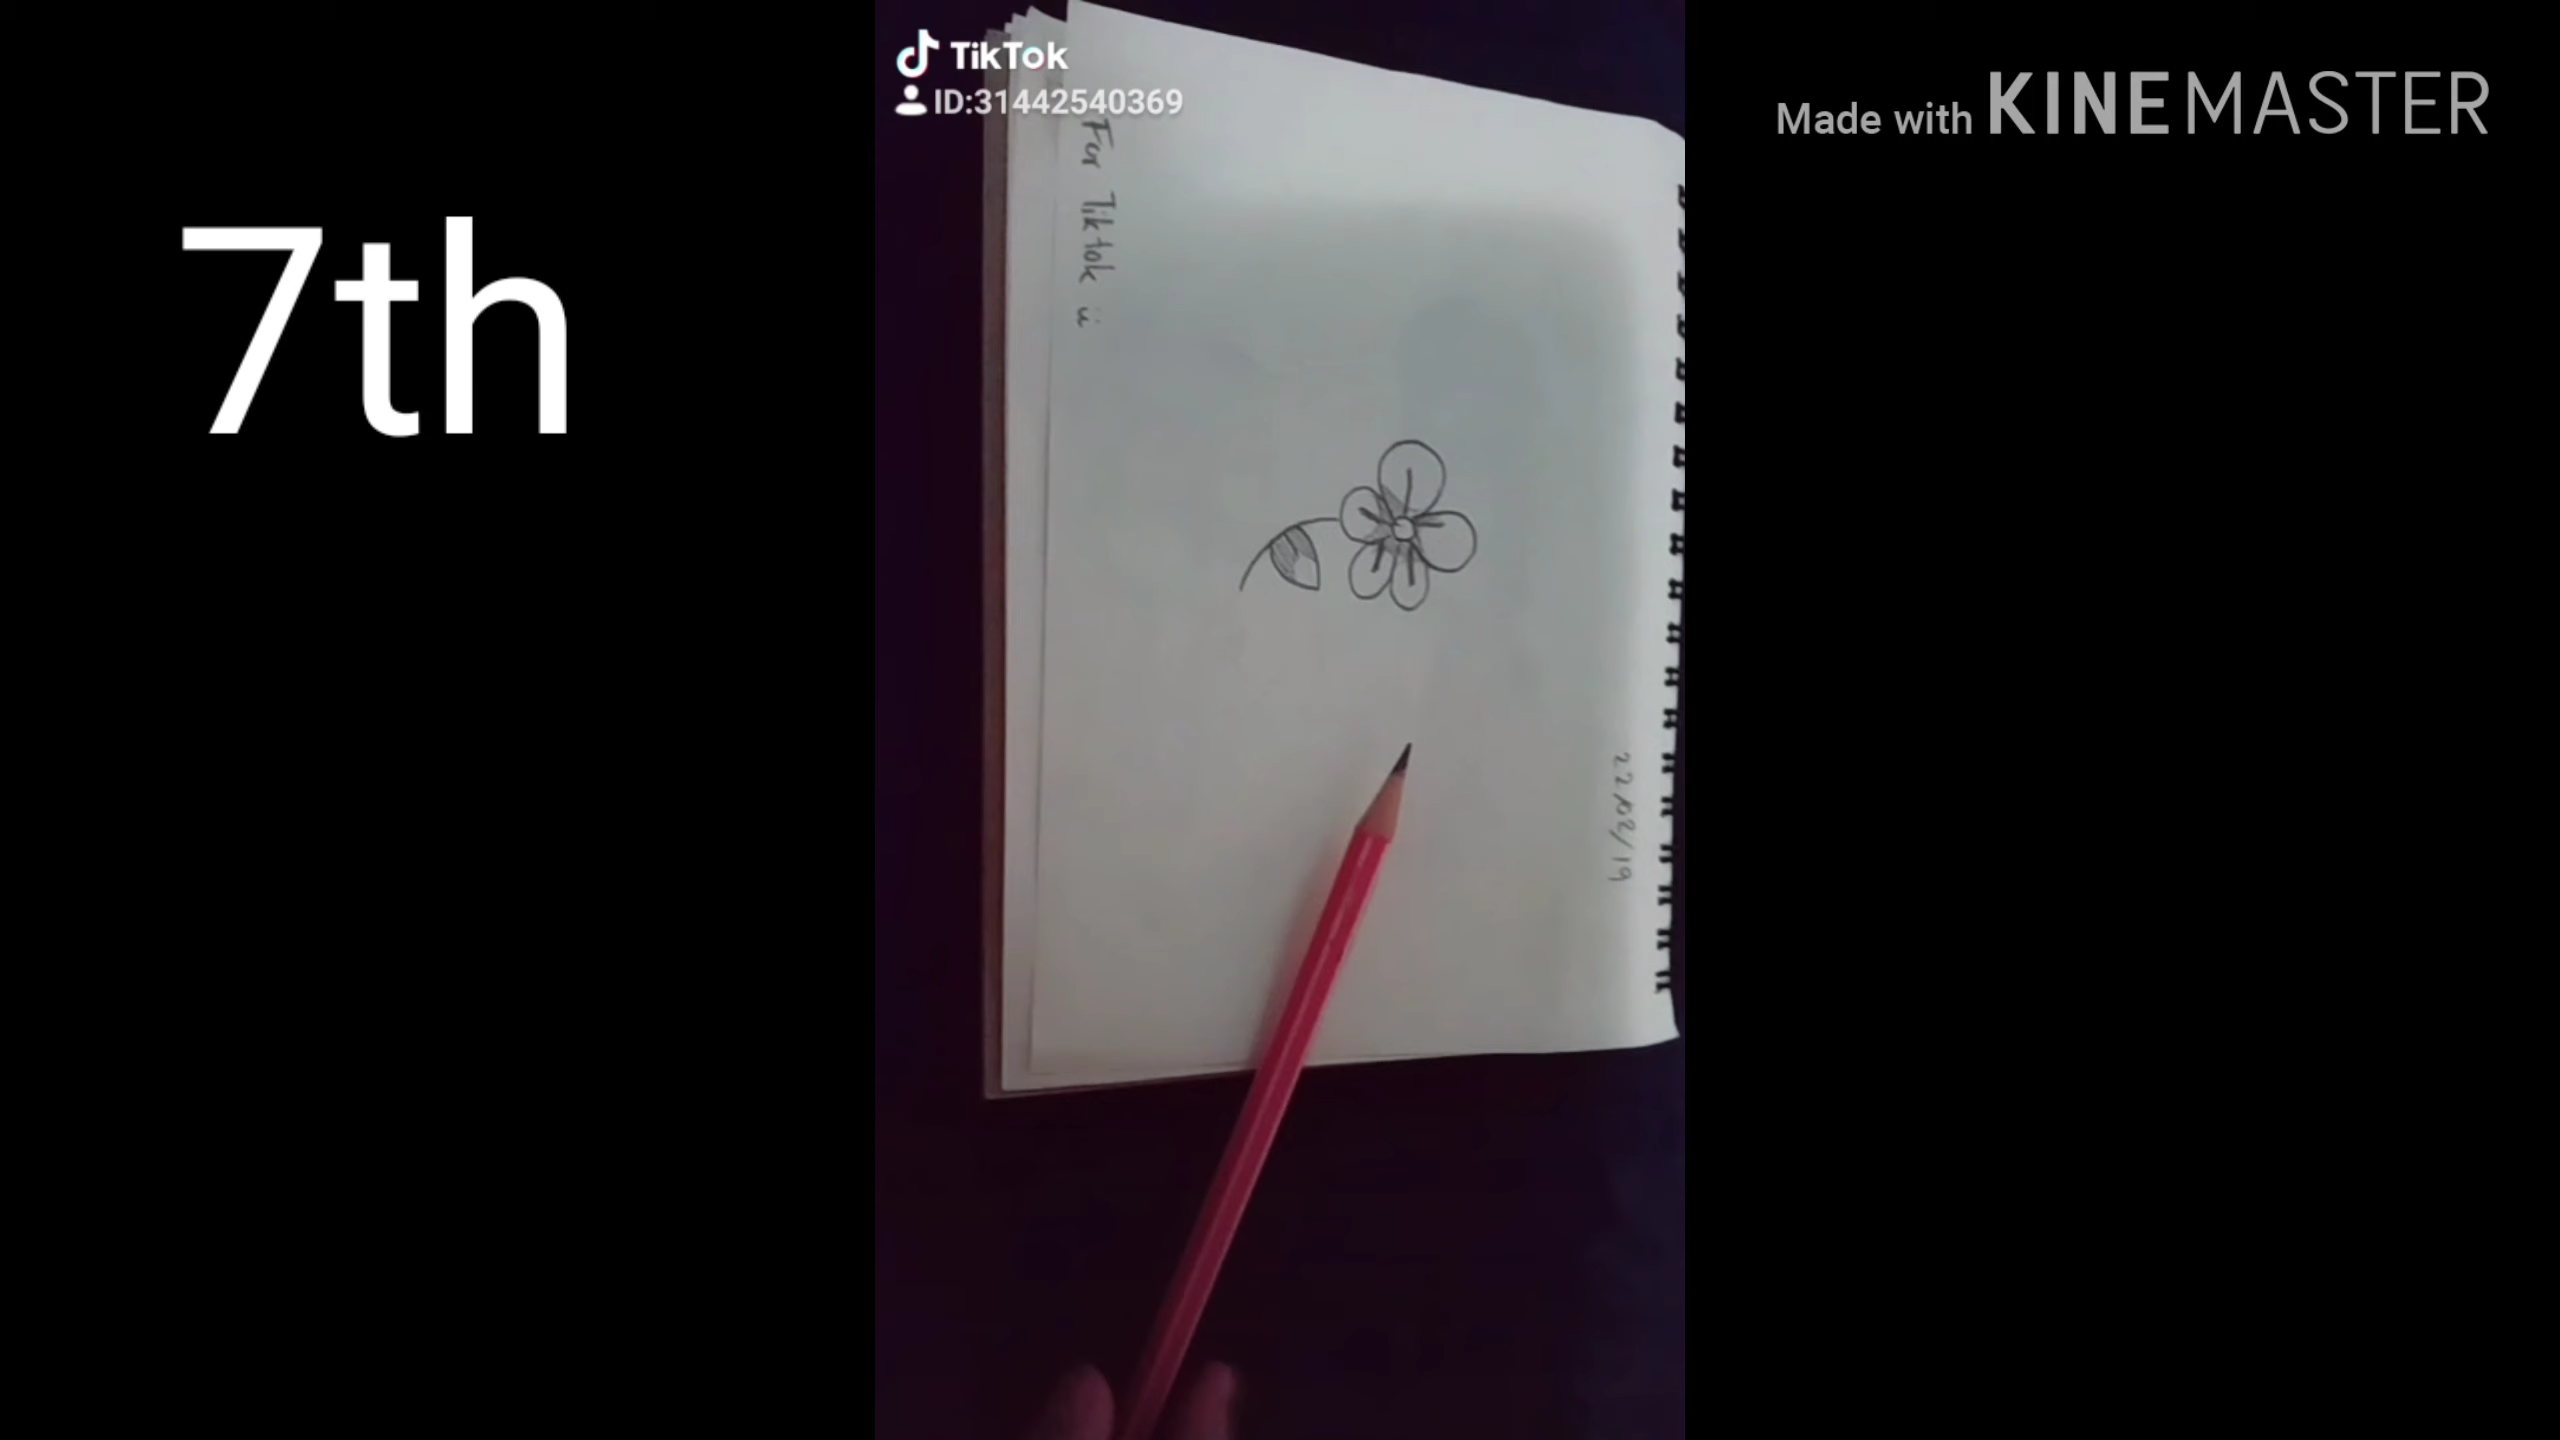 TikTok
ID:31442540369
Made with KINEMASTER
7th
For Tiktok ü
22/02/19